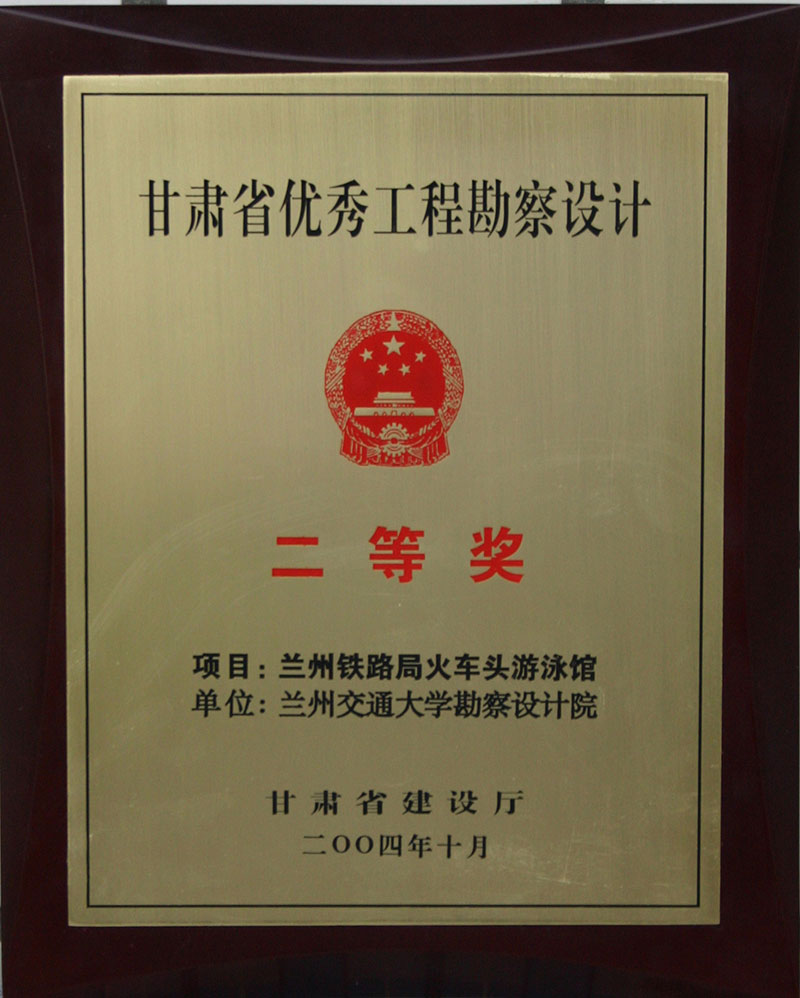 甘肃省优秀工程勘察设计
二等奖
项目：兰州铁路局火车头游泳馆
单位：兰州交通大学勘察设计院
甘肃省建设厅
二〇〇四年十月